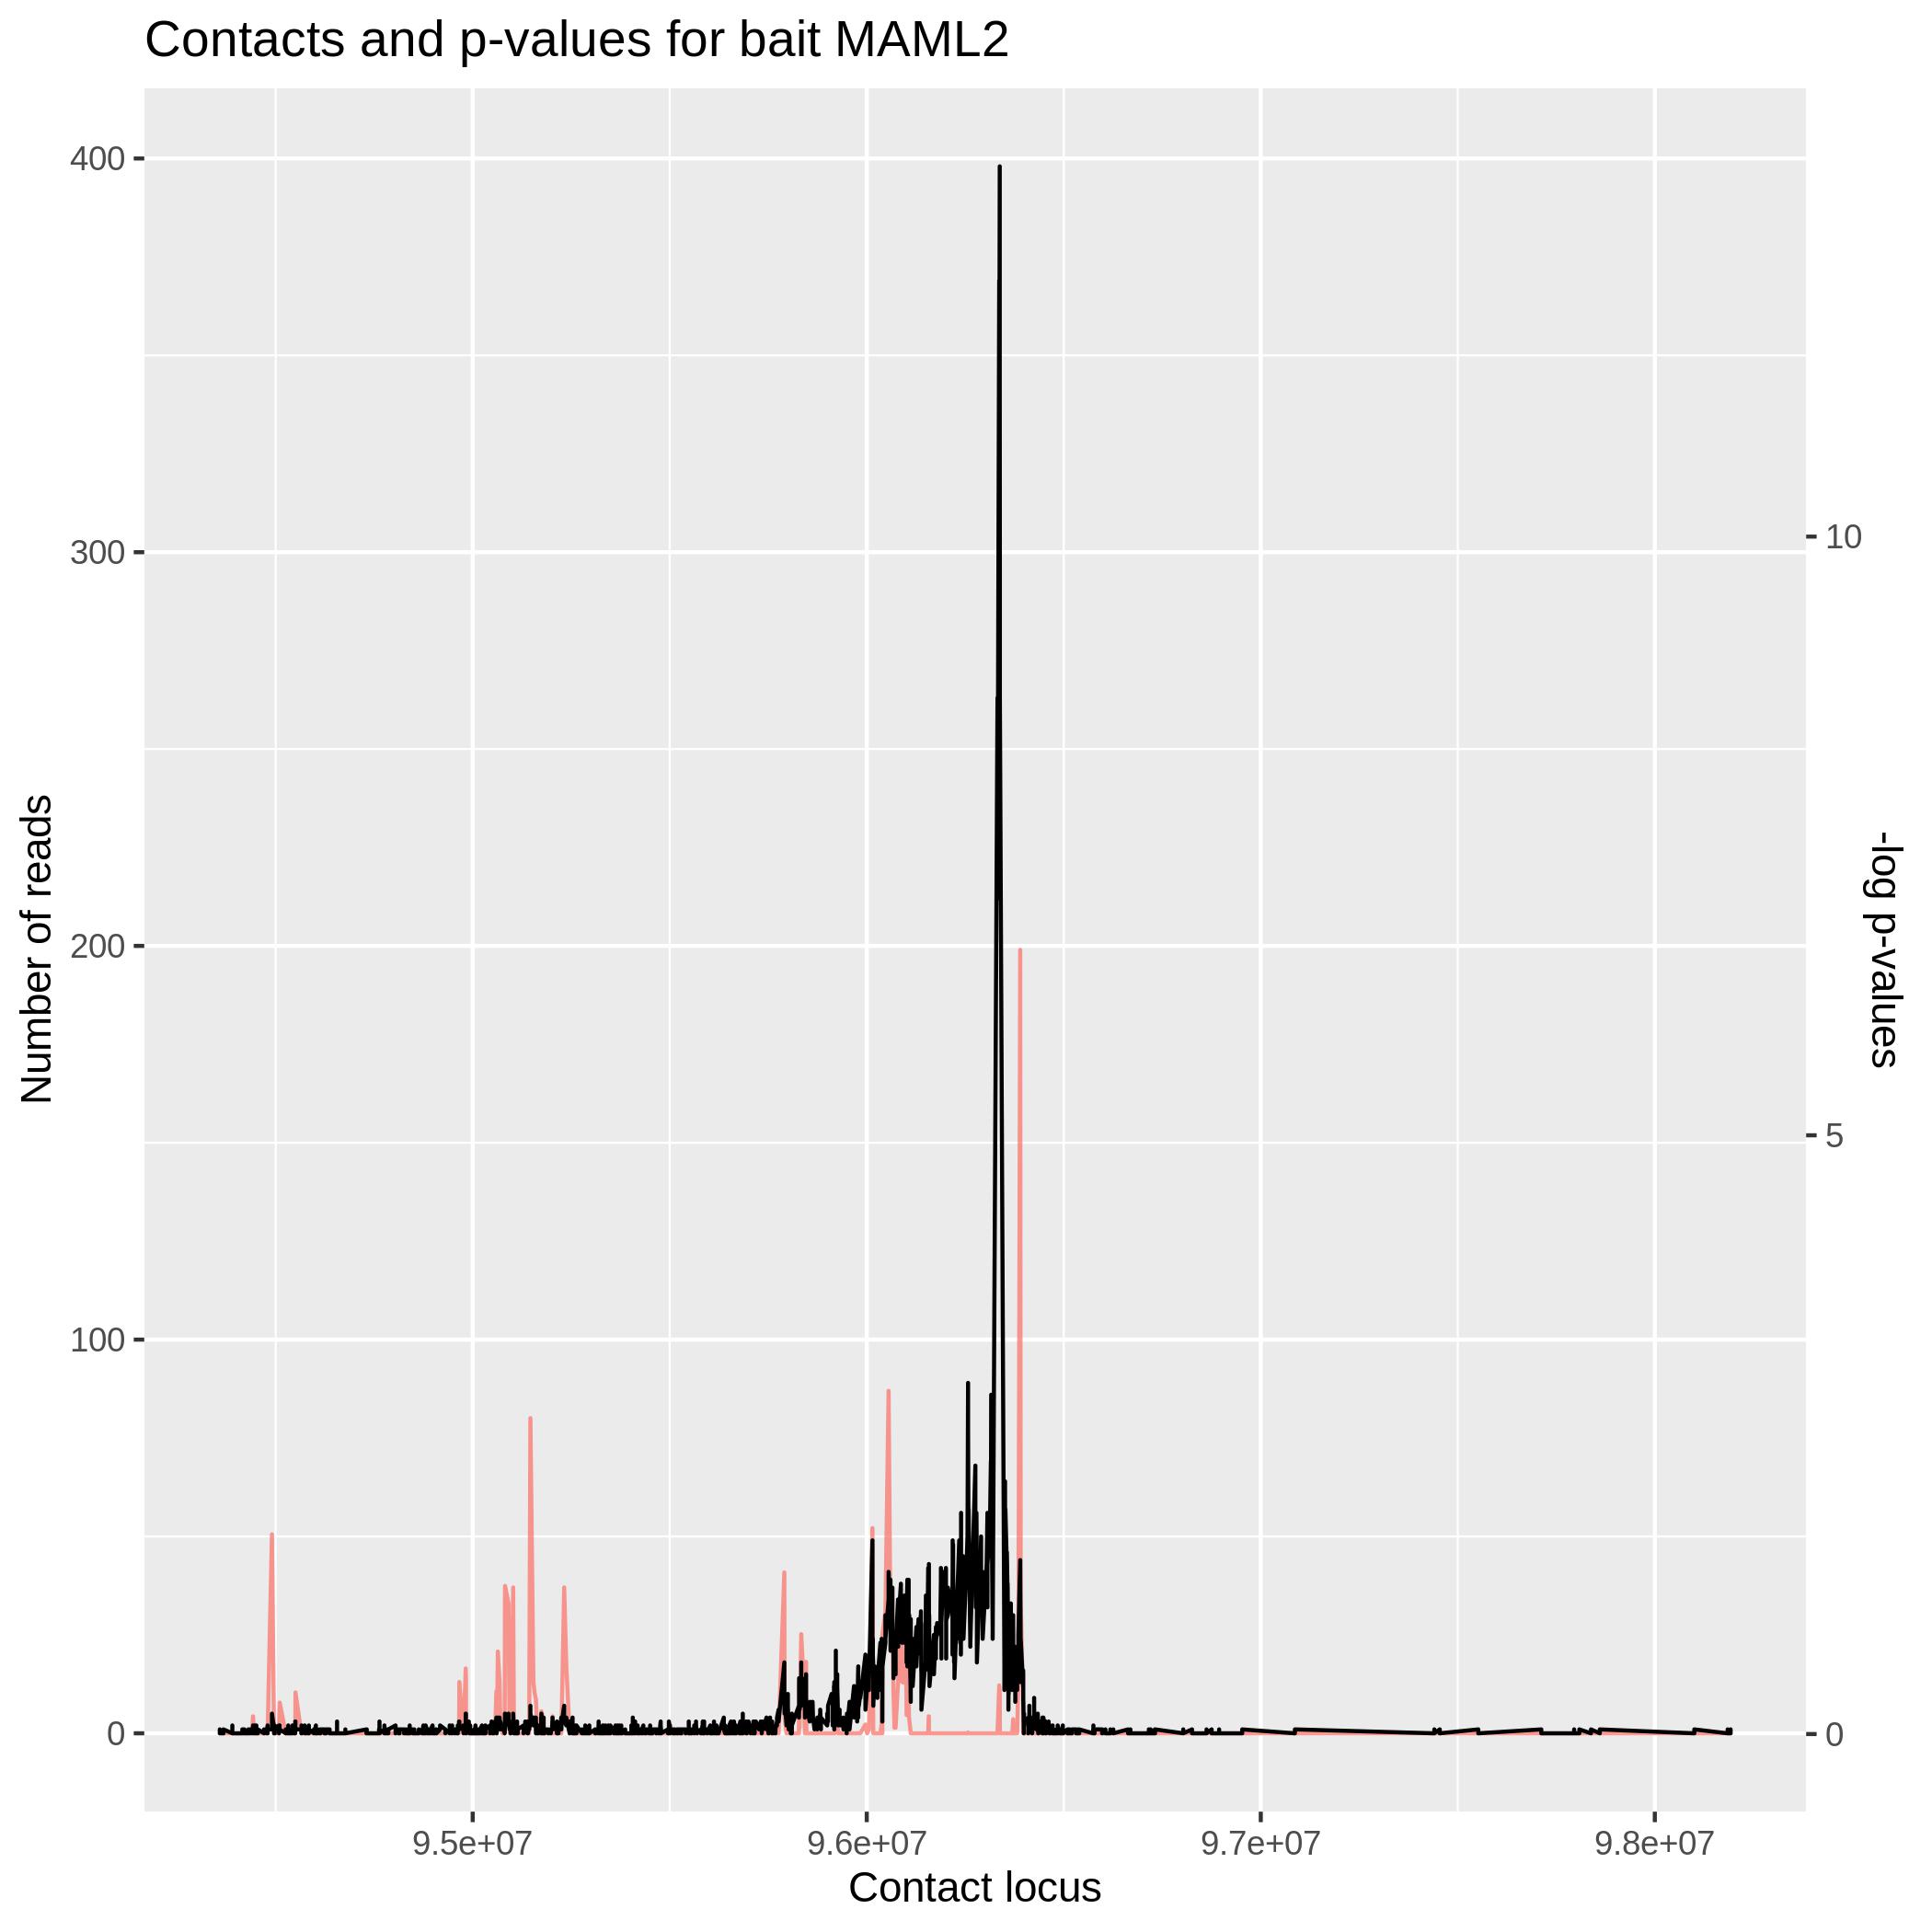 Contacts and p-values for bait MAML2
400
300
200
100
0
Number of reads
10
5
0
-log p-values
9.5e+07
9.6e+07
9.7e+07
9.8e+07
Contact locus